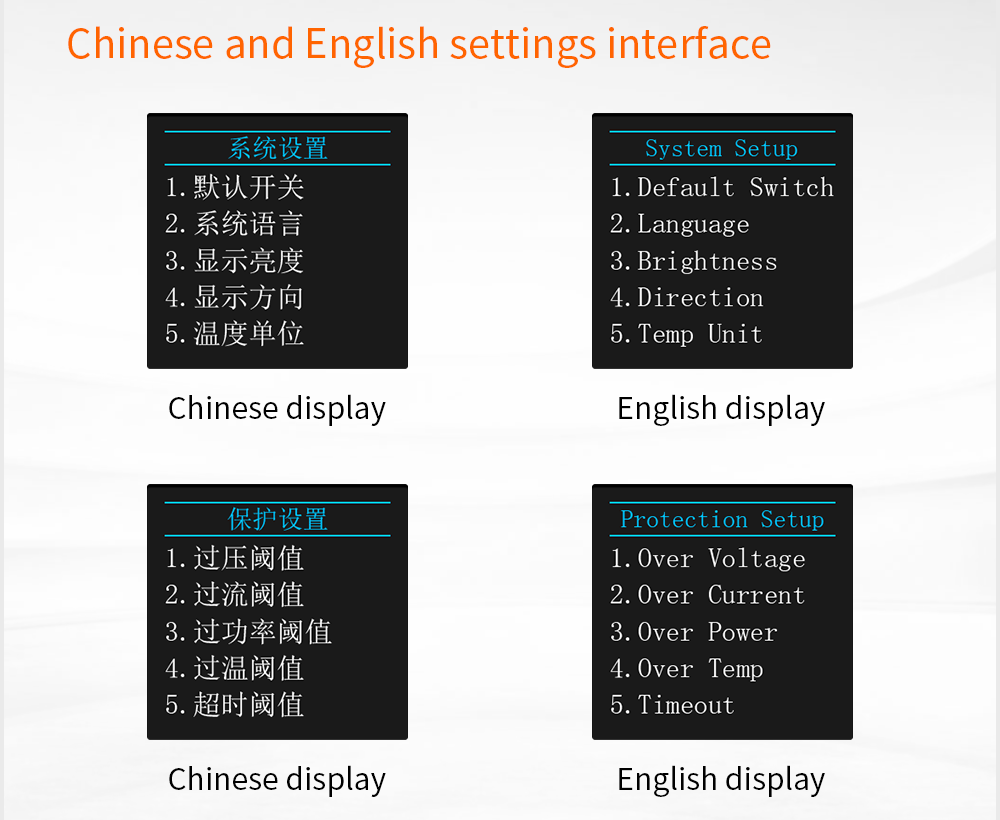 Chinese and English settings interface
系统设置
1.默认开关
2.系统语言
3.显示亮度
4.显示方向
5.温度单位
Chinese display
System Setup
1.Default Switch
2.Language
3.Brightness
4.Direction
5.Temp Unit
English display
保护设置
1.过压阈值
2.过流阈值
3.过功率阈值
4.过温阈值
5.超时阈值
Chinese display
Protection Setup
1.Over Voltage
2.Over Current
3.Over Power
4.Over Temp
5.Timeout
English display